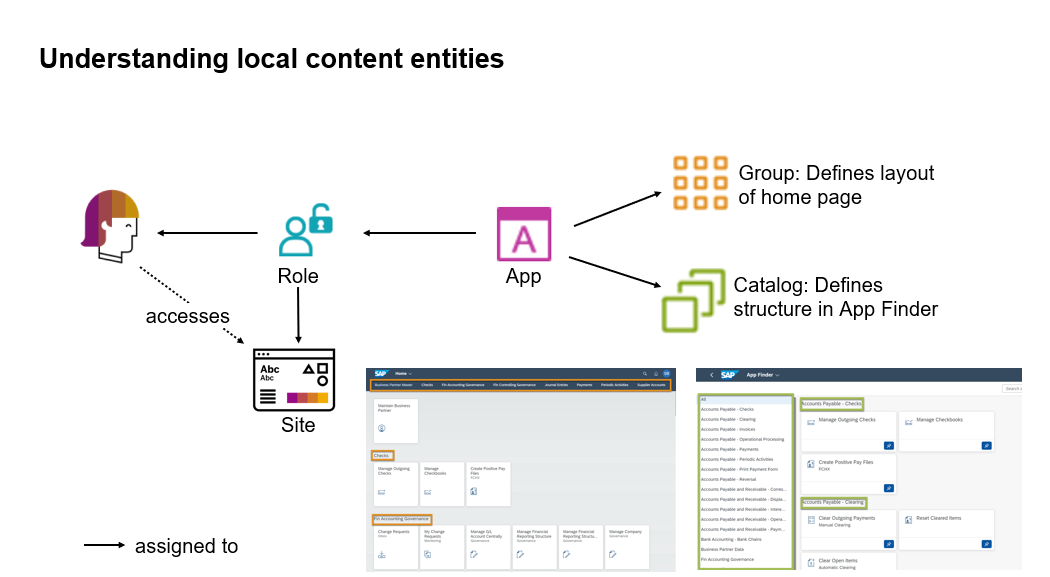 Understanding local content entities
Group: Defines layout
of home page
Role
App
Catalog: Defines
structure in App Finder
accesses
Abc
Abc
Site
assigned to
SAP
Home
Business Partner Master
Checks
Fin Accounting Governance
Fin Controlling Governance
Journal Entries
Payments
Periodic Activities
Supplier Accounts
Maintain Business
Partner
Checks
Manage Outgoing
Checks
Manage
Checkbooks
Create Positive Pay
Files
Fin Accounting Governance
Change Requests
My Change
Requests
Manage G/L
Account Centrally
Governance
Manage Financial
Reporting Structure
Governance
Manage Financial
Reporting Structu...
Governance
Manage Company
Governance
SAP
App Finder
Search
All
Accounts Payable - Checks
Accounts Payable - Clearing
Accounts Payable - Invoices
Accounts Payable - Operational Processing
Accounts Payable - Payments
Accounts Payable - Periodic Activities
Accounts Payable - Print Payment Form
Accounts Payable - Reversal
Accounts Payable and Receivable - Corres...
Accounts Payable and Receivable - Displa...
Accounts Payable and Receivable - Intere...
Accounts Payable and Receivable - Opera...
Accounts Payable and Receivable - Paym...
Bank Accounting - Bank Chains
Business Partner Data
Fin Accounting Governance
Accounts Payable - Checks
Manage Outgoing Checks
Manage Checkbooks
Create Positive Pay Files
Accounts Payable - Clearing
Clear Outgoing Payments
Manual Clearing
Reset Cleared Items
Clear Open Items
Automatic Clearing